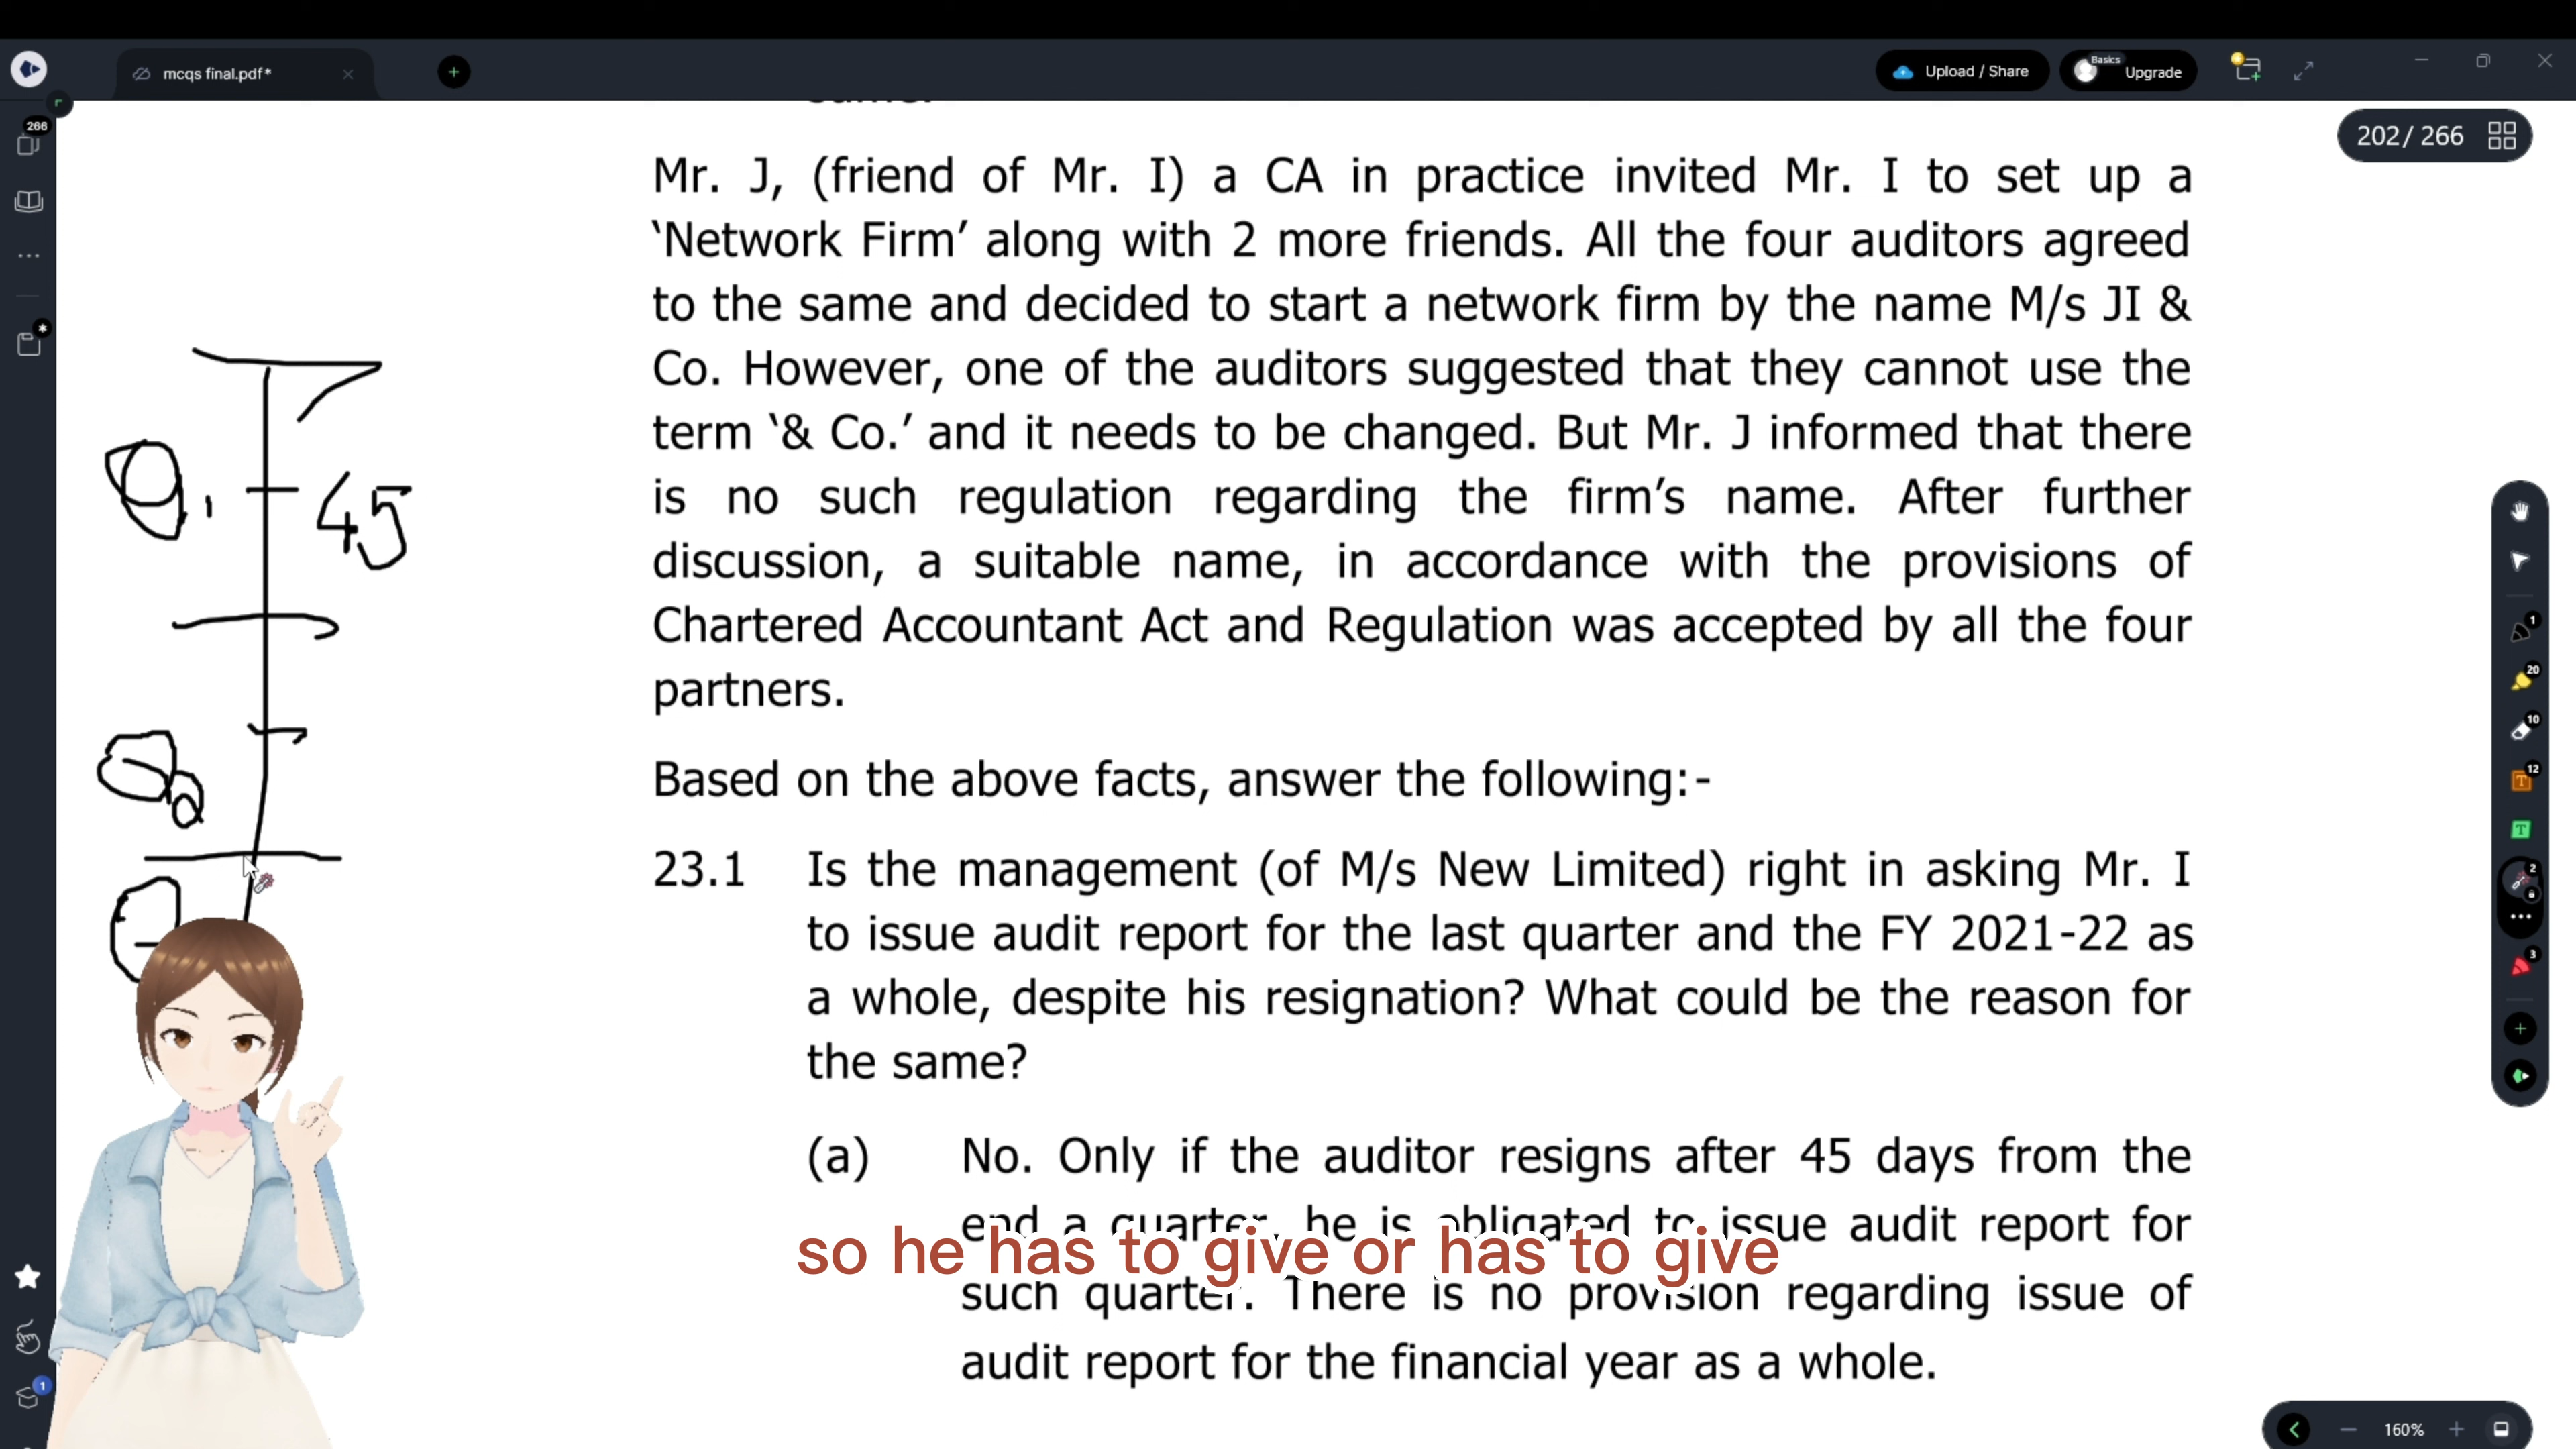 mcqs final.pdf*
Upload / Share
Basics
Upgrade
266
202/ 266
Mr. J, (friend of Mr. I) a CA in practice invited Mr. I to set up a
‘Network Firm’ along with 2 more friends. All the four auditors agreed
to the same and decided to start a network firm by the name M/s JI &
Co. However, one of the auditors suggested that they cannot use the
term ‘& Co.’ and it needs to be changed. But Mr. J informed that there
is no such regulation regarding the firm’s name. After further
discussion, a suitable name, in accordance with the provisions of
Chartered Accountant Act and Regulation was accepted by all the four
partners.
45
Based on the above facts, answer the following:-
23.1 Is the management (of M/s New Limited) right in asking Mr. I
to issue audit report for the last quarter and the FY 2021-22 as
a whole, despite his resignation? What could be the reason for
the same?
(a) No. Only if the auditor resigns after 45 days from the
end a quarter, he is obligated to issue audit report for
so he has to give or has to give
such quarter. There is no provision regarding issue of
audit report for the financial year as a whole.
1
20
10
12
2
3
1
160%